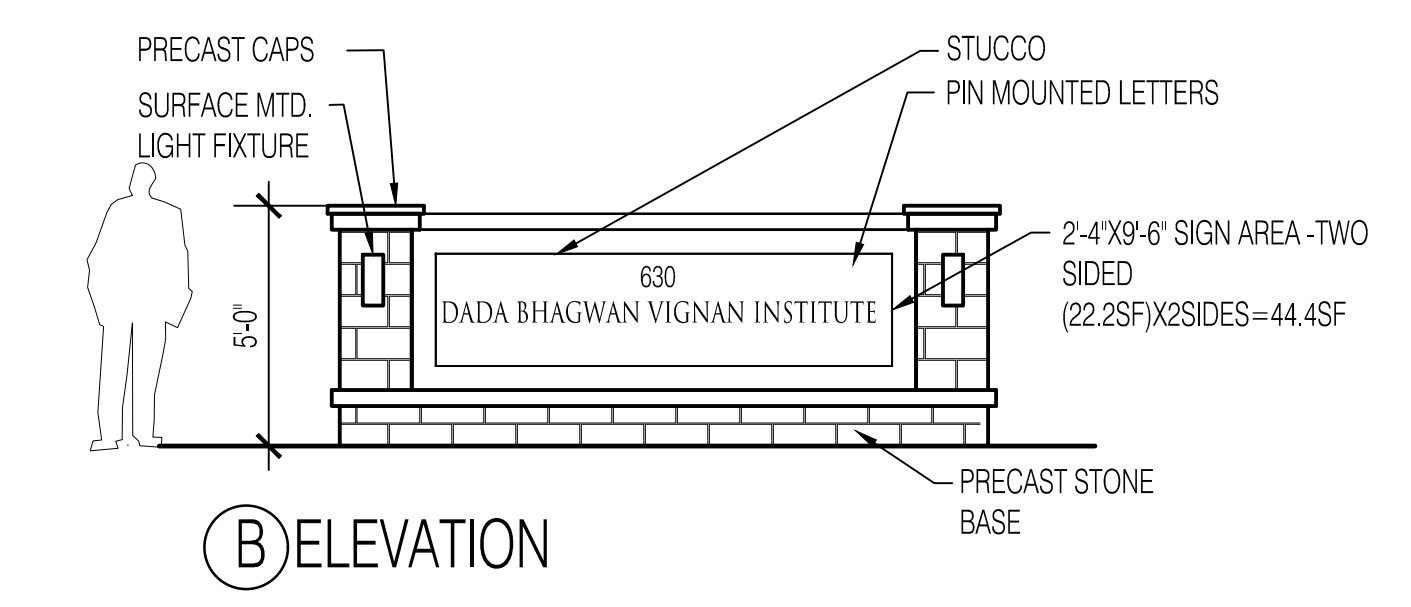 PRECAST CAPS
SURFACE MTD.
LIGHT FIXTURE
STUCCO
PIN MOUNTED LETTERS
5'-0"
630
DADA BHAGWAN VIGNAN INSTITUTE
2'-4"X9'-6" SIGN AREA -TWO
SIDED
(22.2SF)X2SIDES=44.4SF
PRECAST STONE
BASE
B ELEVATION